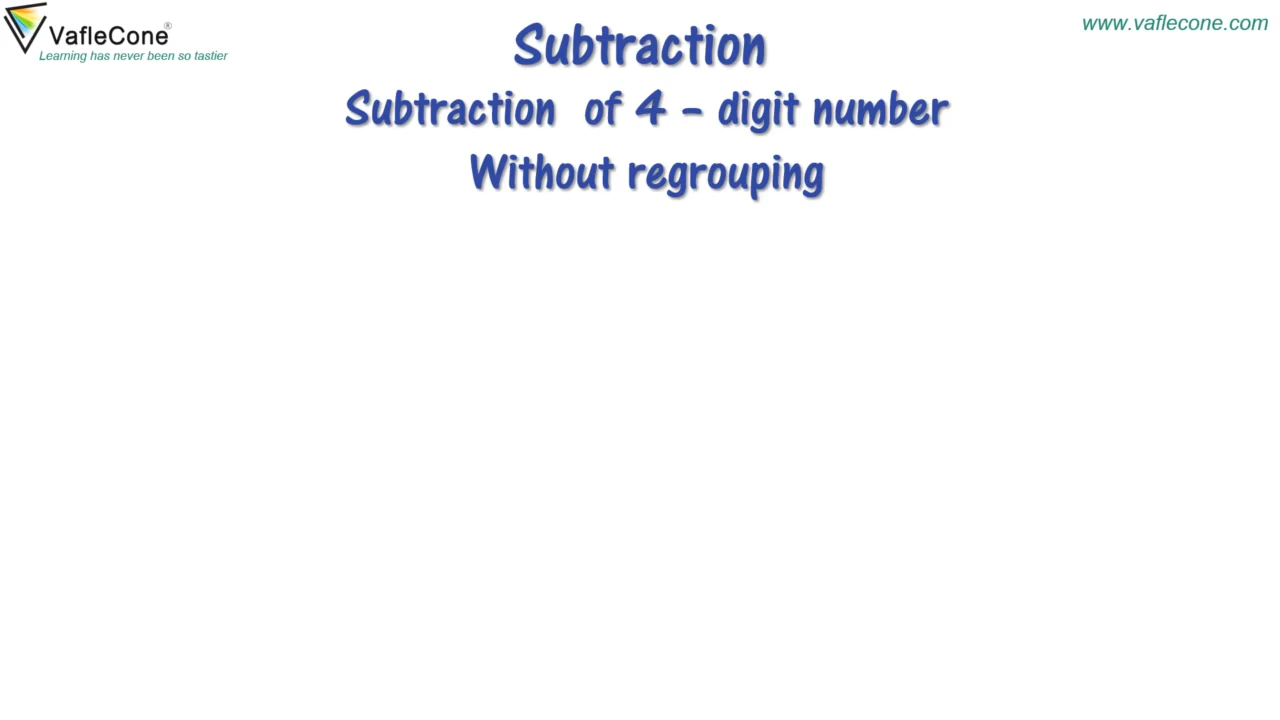 VafleCone®
Learning has never been so tastier
www.vaflecone.com
Subtraction
Subtraction of 4 – digit number
Without regrouping